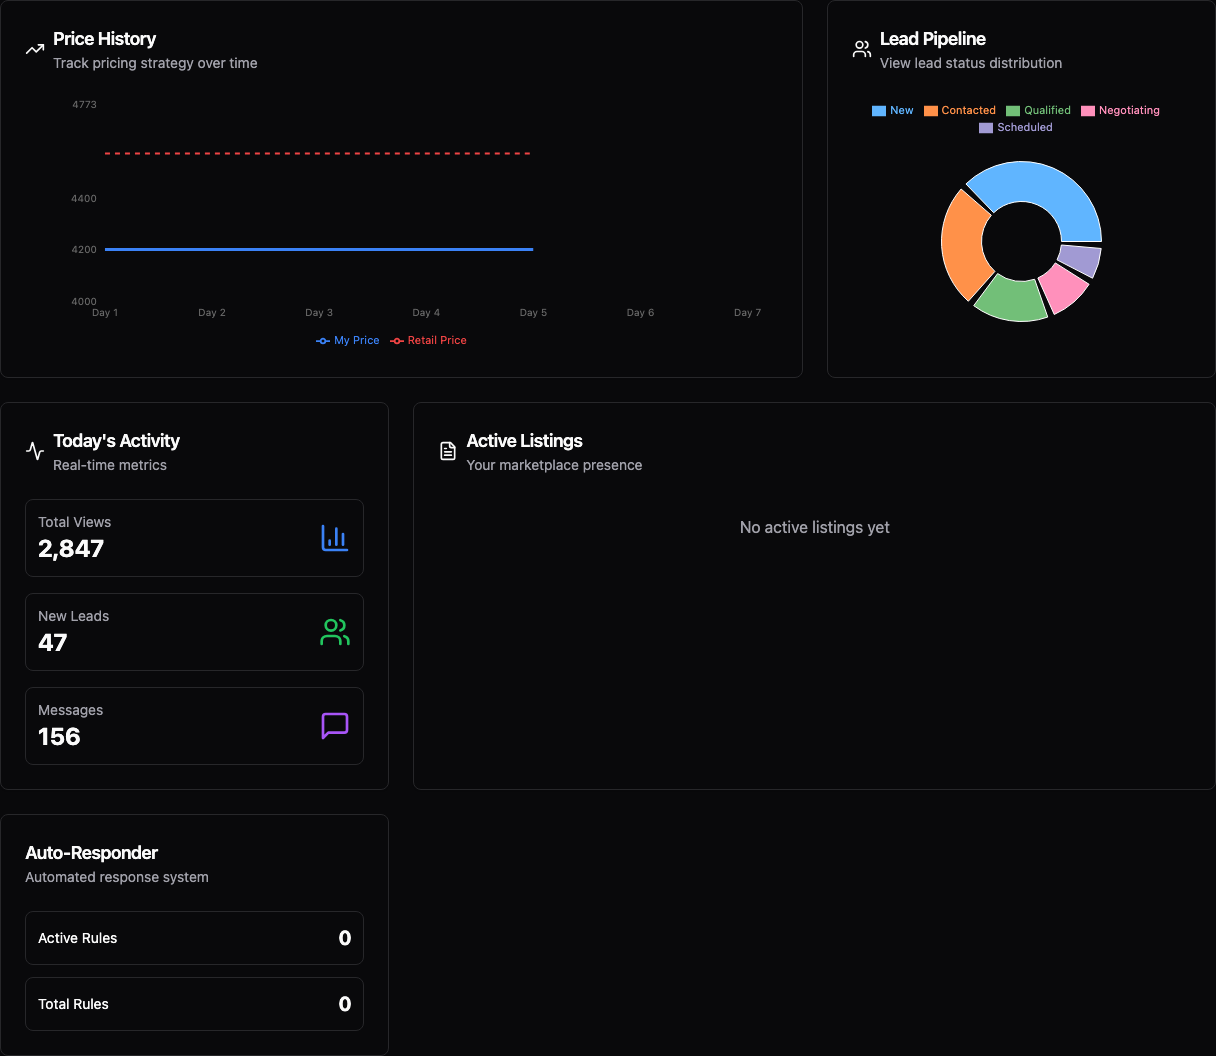 Price History
Track pricing strategy over time
4773
4400
4200
4000
Day 1 Day 2 Day 3 Day 4 Day 5 Day 6 Day 7
My Price Retail Price
Lead Pipeline
View lead status distribution
New Contacted Qualified Negotiating
Scheduled
Today's Activity
Real-time metrics
Total Views
2,847
New Leads
47
Messages
156
Active Listings
Your marketplace presence
No active listings yet
Auto-Responder
Automated response system
Active Rules 0
Total Rules 0